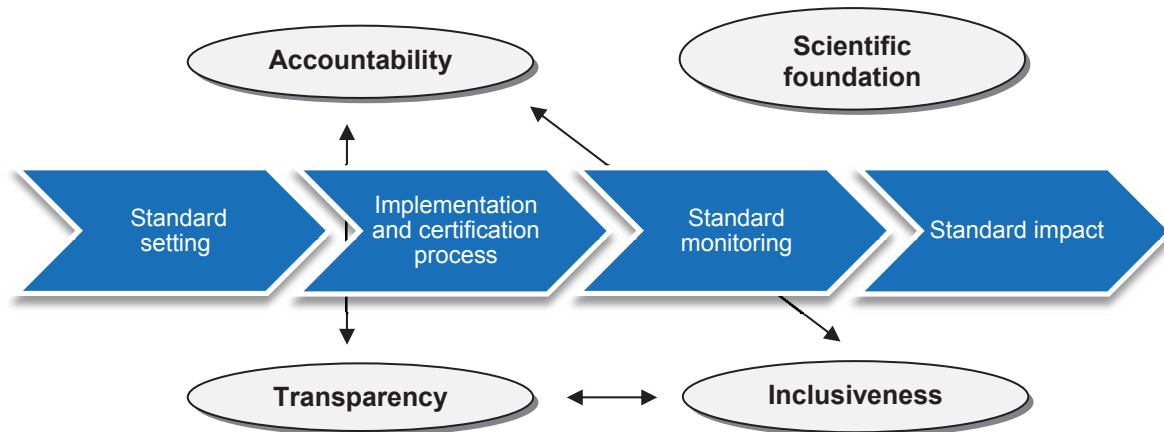 Accountability
Scientific
foundation
Standard
setting
Implementation
and certification
process
Standard
monitoring
Standard impact
Transparency
Inclusiveness